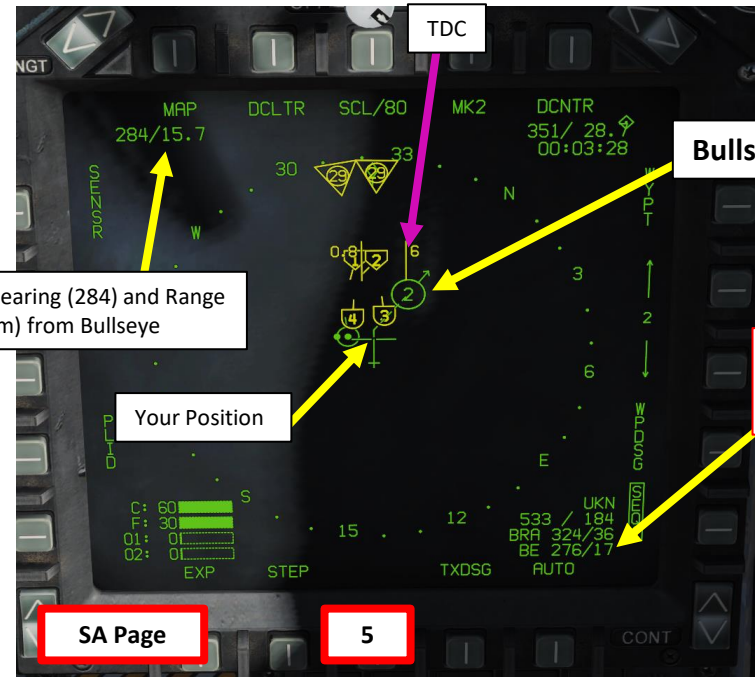 TDC
NGT
MAP
DCLTR
SCL/80
MK2
DCNTR
284/15.7
351/ 28.
00:03:28
Bulls
SENSR
30
33
29
29
N
WYPT
W
0.8
6
2
2
3
earing (284) and Range
m) from Bullseye
4
3
2
6
Your Position
PLID
WPDSG
E
S
C: 60
F: 30
O1: 0
O2: 0
15
12
UKN
533 / 184
BRA 324/36
BE 276/17
SEQ
EXP
STEP
TXDSG
AUTO
SA Page
5
CONT